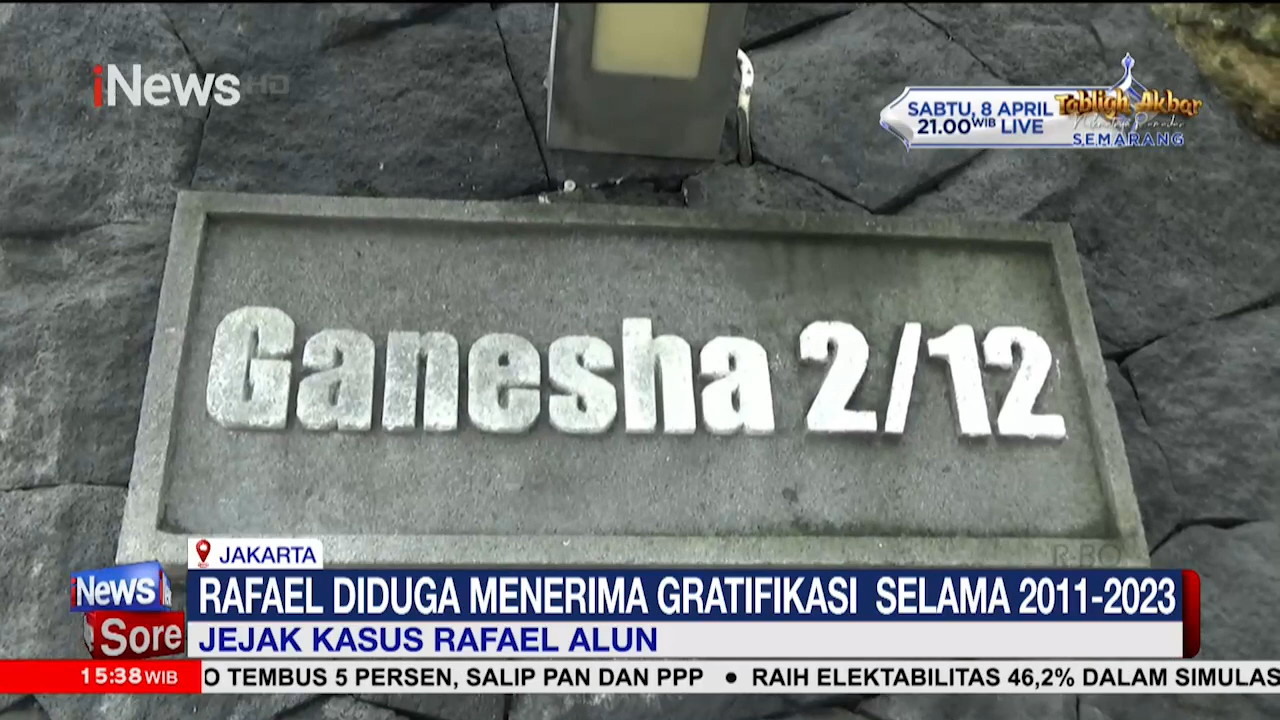 iNews HD
SABTU, 8 APRIL
21.00 WIB LIVE
Tabligh Akbar
SEMARANG
Ganesha 2/12
JAKARTA
iNews Sore
RAFAEL DIDUGA MENERIMA GRATIFIKASI SELAMA 2011-2023
JEJAK KASUS RAFAEL ALUN
15:38 WIB
O TEMBUS 5 PERSEN, SALIP PAN DAN PPP • RAIH ELEKTABILITAS 46,2% DALAM SIMULAS